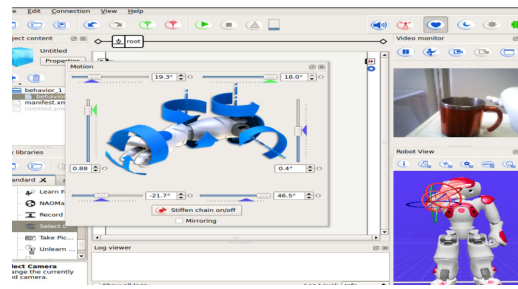 e Edit Connection View Help
ject content
root
Video monitor
Untitled
Properties
Motion
19.3°
18.0°
behavior_1
behavior
manifest.xm
0.88
0.4°
Robot View
libraries
andard
Learn
NAOMa
Record
Select C
Take Pic...
Unlearn ...
-21.7°
46.5°
Stiffen chain on/off
Mirroring
Log viewer
lect Camera
ange the currently
d camera.